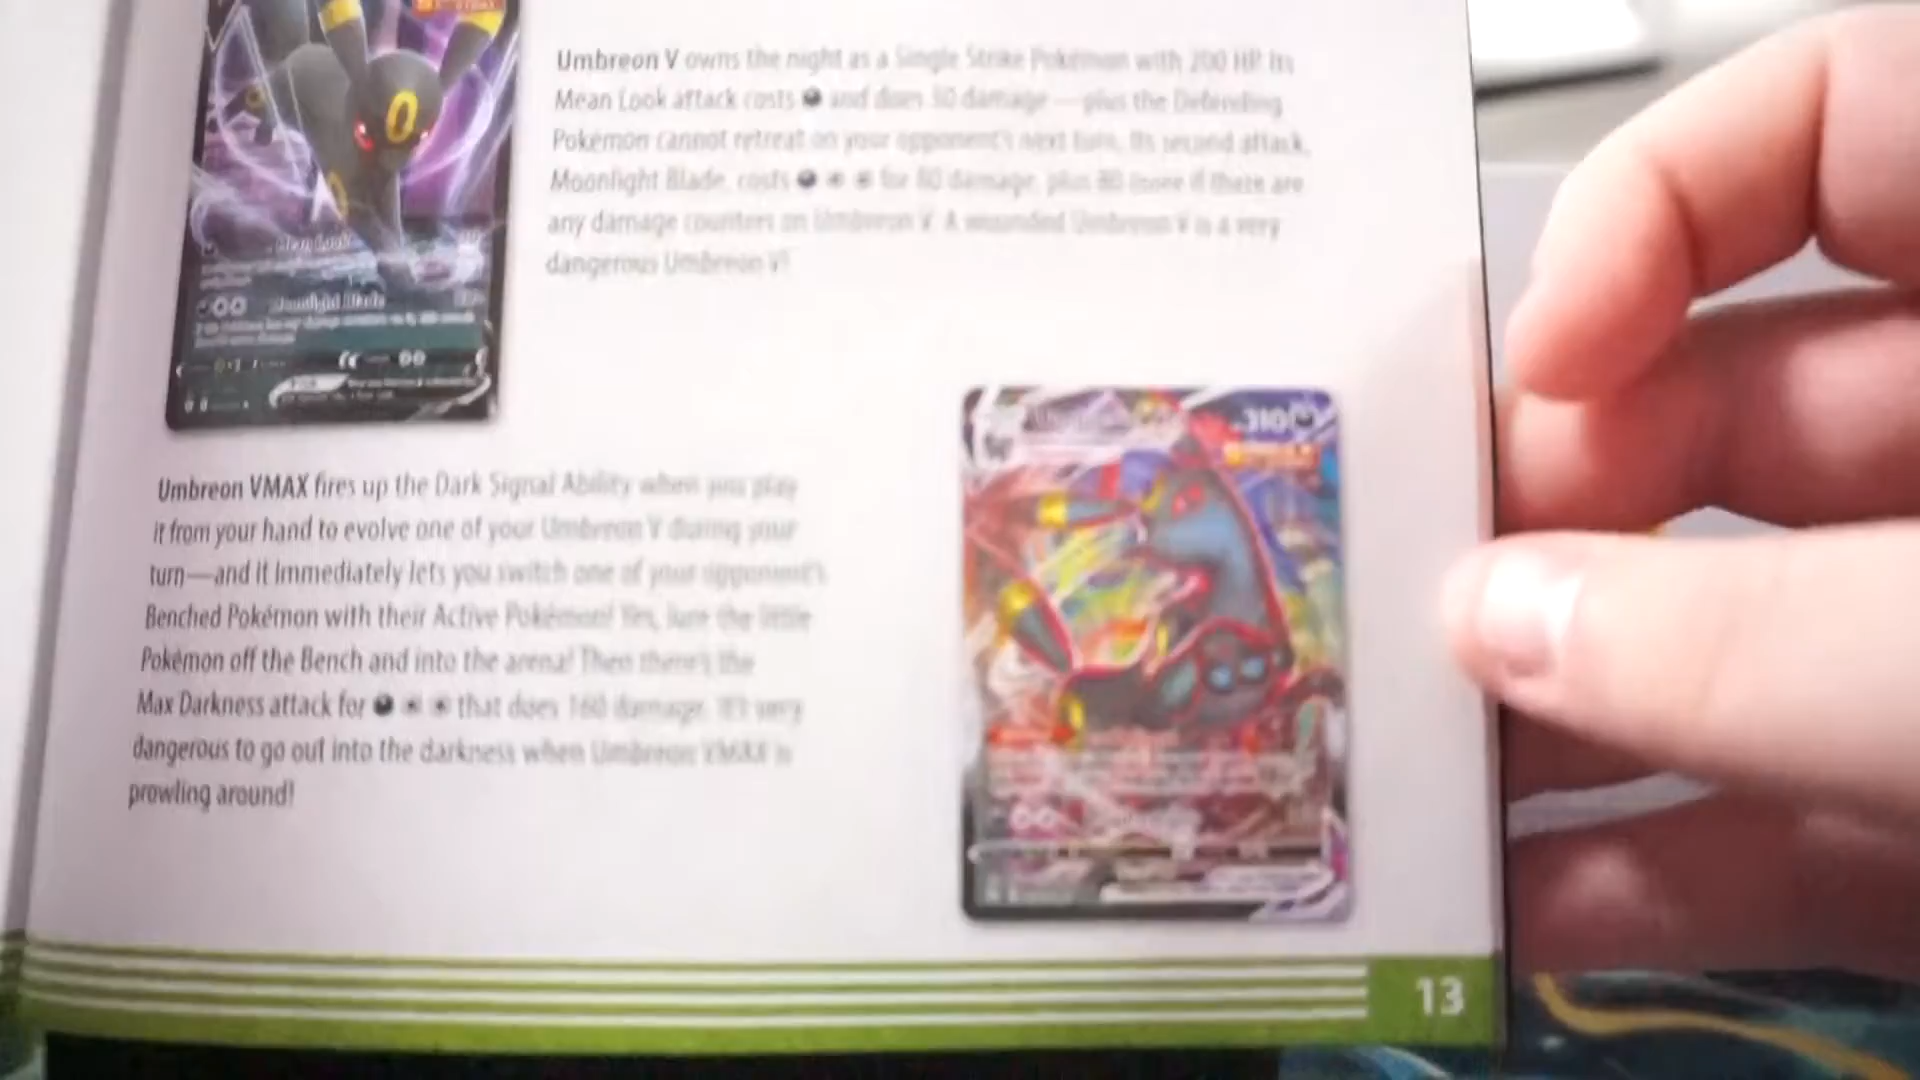 Umbreon V owns the night as a Single Strike Pokémon with 200 HP. Its
Mean Look attack costs and does 30 damage—plus the Defending
Pokémon cannot retreat on your opponent's next turn. Its second attack,
Moonlight Blade, costs for 80 damage, plus 80 more if there are
any damage counters on Umbreon V. A wounded Umbreon V is a very
dangerous Umbreon V!
Mean Look
Moonlight Blade
310
Umbreon VMAX fires up the Dark Signal Ability when you play
it from your hand to evolve one of your Umbreon V during your
turn—and it immediately lets you switch one of your opponent's
Benched Pokémon with their Active Pokémon! Yes, lure the little
Pokémon off the Bench and into the arena! Then there's the
Max Darkness attack for that does 160 damage. It's very
dangerous to go out into the darkness when Umbreon VMAX is
prowling around!
13